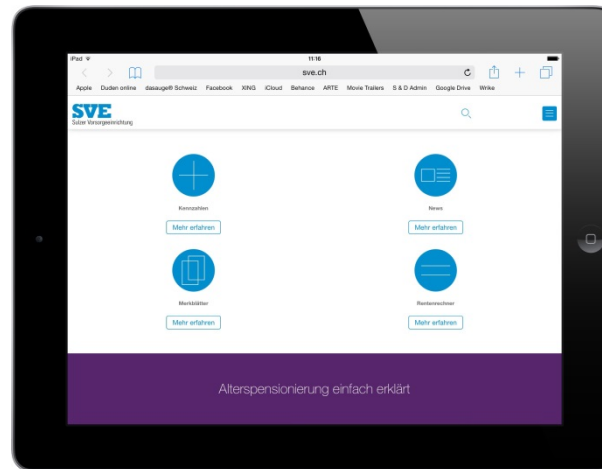 iPad
11:16
sve.ch
Apple Duden online dasauge® Schweiz Facebook XING iCloud Behance ARTE Movie Trailers S & D Admin Google Drive Wrike
SVE
Sulzer Vorsorgeeinrichtung
Kennzahlen
News
Mehr erfahren
Mehr erfahren
Merkblätter
Rentenrechner
Mehr erfahren
Mehr erfahren
Alterspensionierung einfach erklärt